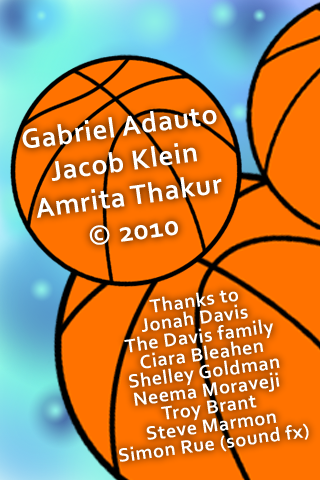 Gabriel Adauto
Jacob Klein
Amrita Thakur
© 2010
Thanks to
Jonah Davis
The Davis family
Ciara Bleahen
Shelley Goldman
Neema Moraveji
Troy Brant
Steve Marmon
Simon Rue (sound fx)